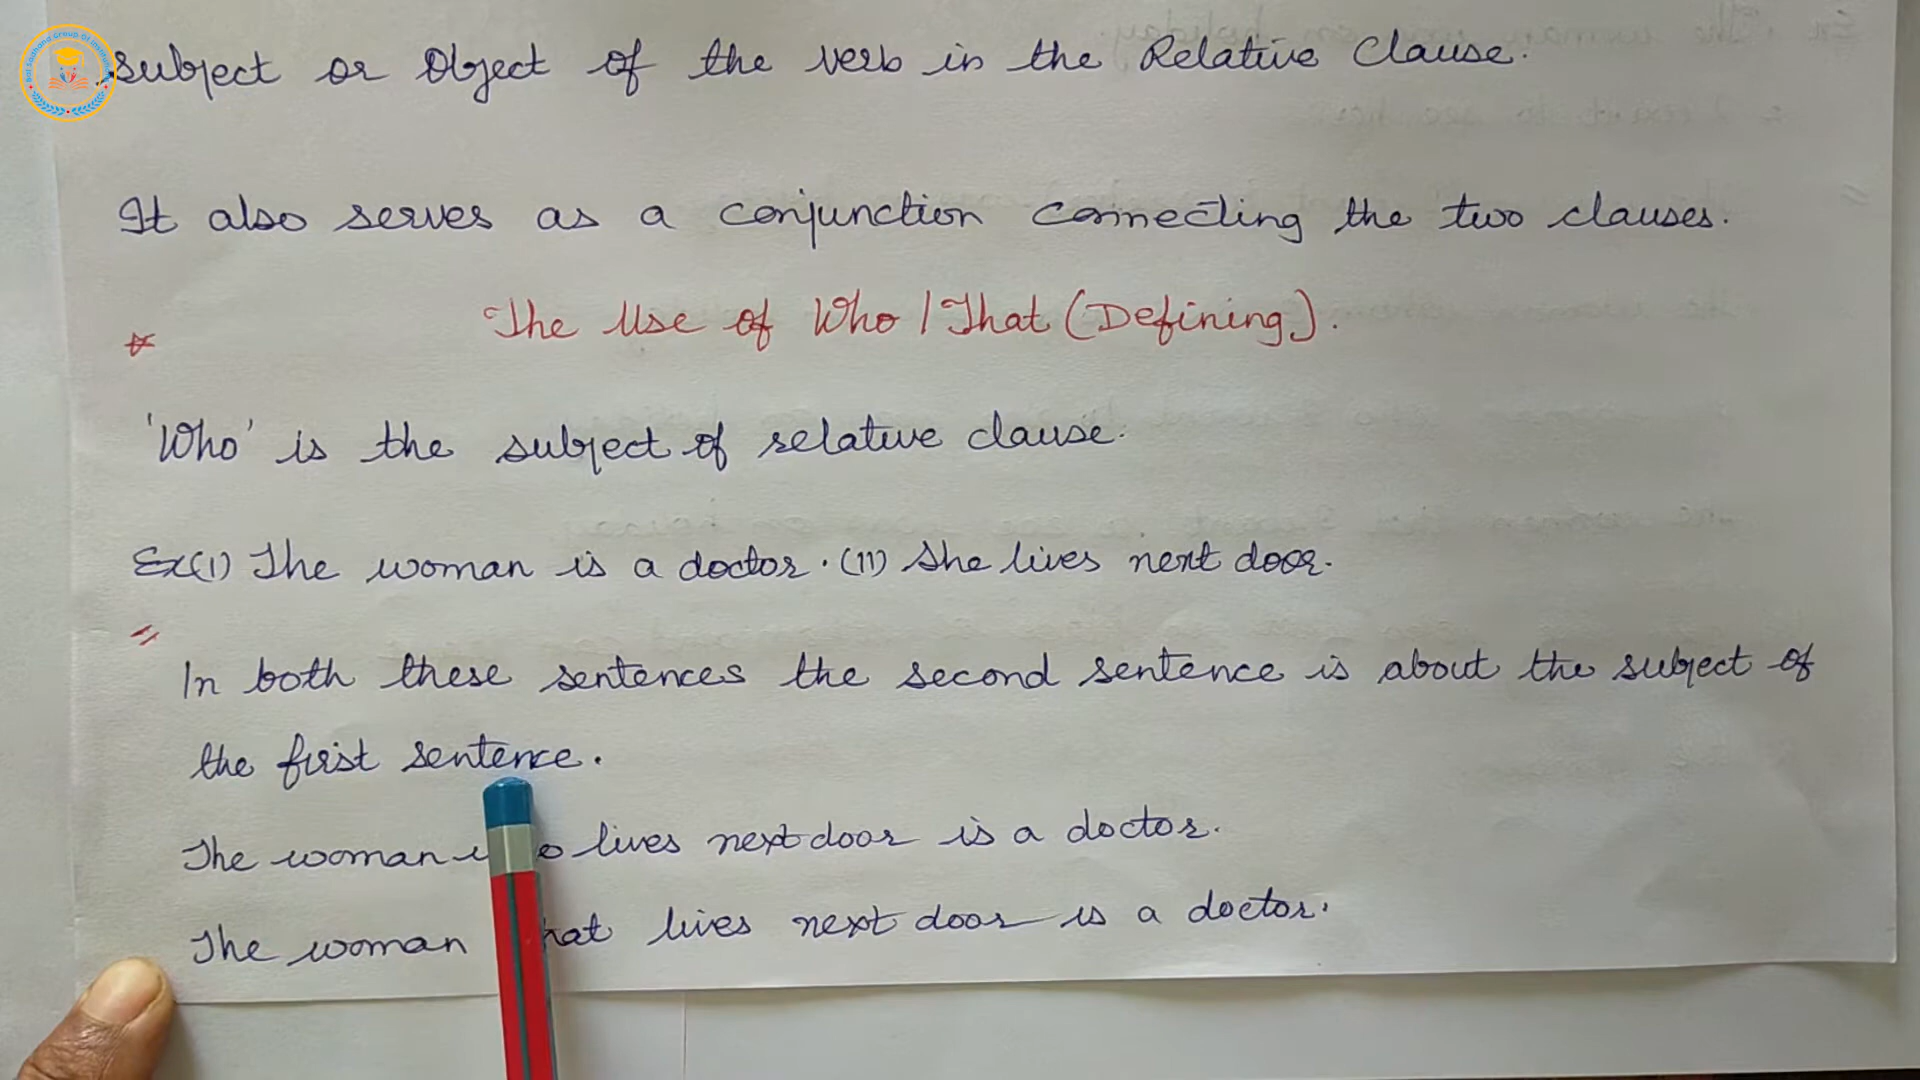 subject or Object of the verb in the Relative Clause.
It also serves as a conjunction connecting the two clauses.
The Use of Who / That (Defining).
'Who' is the subject of relative clause.
Ex(I) The woman is a doctor. (II) She lives next door.
In both these sentences the second sentence is about the subject of
the first sentence.
The woman lives next door is a doctor.
The woman lives next door is a doctor.